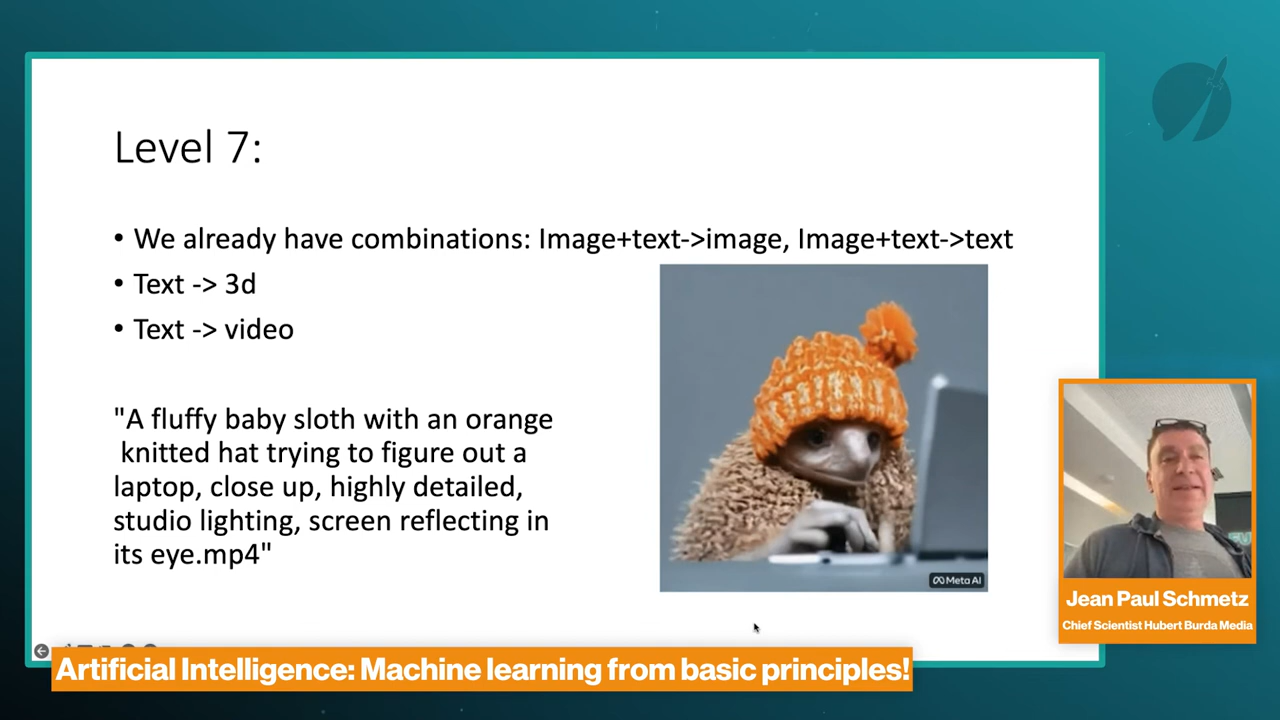 Level 7:
• We already have combinations: Image+text->image, Image+text->text
• Text -> 3d
• Text -> video
"A fluffy baby sloth with an orange
knitted hat trying to figure out a
laptop, close up, highly detailed,
studio lighting, screen reflecting in
its eye.mp4"
Meta AI
Jean Paul Schmetz
Chief Scientist Hubert Burda Media
Artificial Intelligence: Machine learning from basic principles!